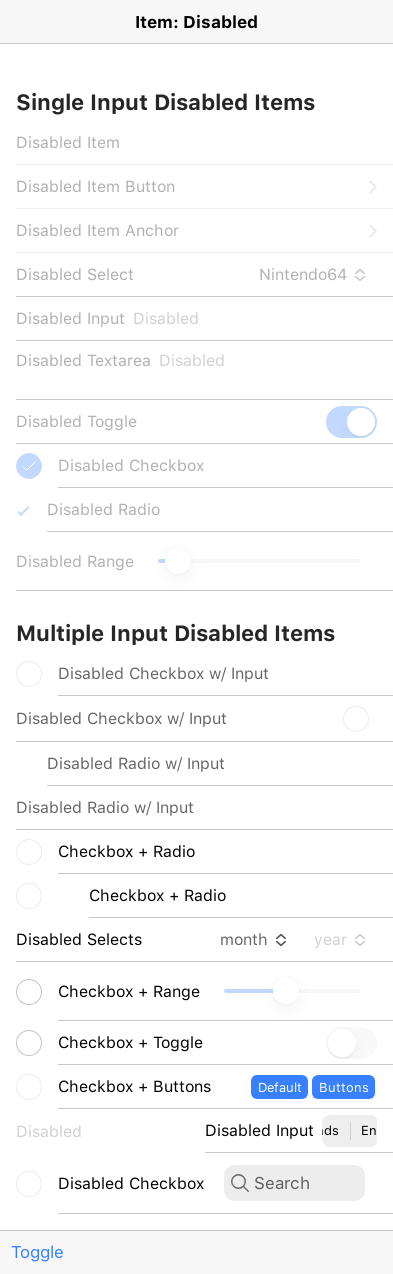 Item: Disabled
Single Input Disabled Items
Disabled Item
Disabled Item Button
Disabled Item Anchor
Disabled Select Nintendo64
Disabled Input Disabled
Disabled Textarea Disabled
Disabled Toggle
Disabled Checkbox
Disabled Radio
Disabled Range
Multiple Input Disabled Items
Disabled Checkbox w/ Input
Disabled Checkbox w/ Input
Disabled Radio w/ Input
Disabled Radio w/ Input
Checkbox + Radio
Checkbox + Radio
Disabled Selects month year
Checkbox + Range
Checkbox + Toggle
Checkbox + Buttons Default Buttons
Disabled Disabled Input ds En
Disabled Checkbox Search
Toggle